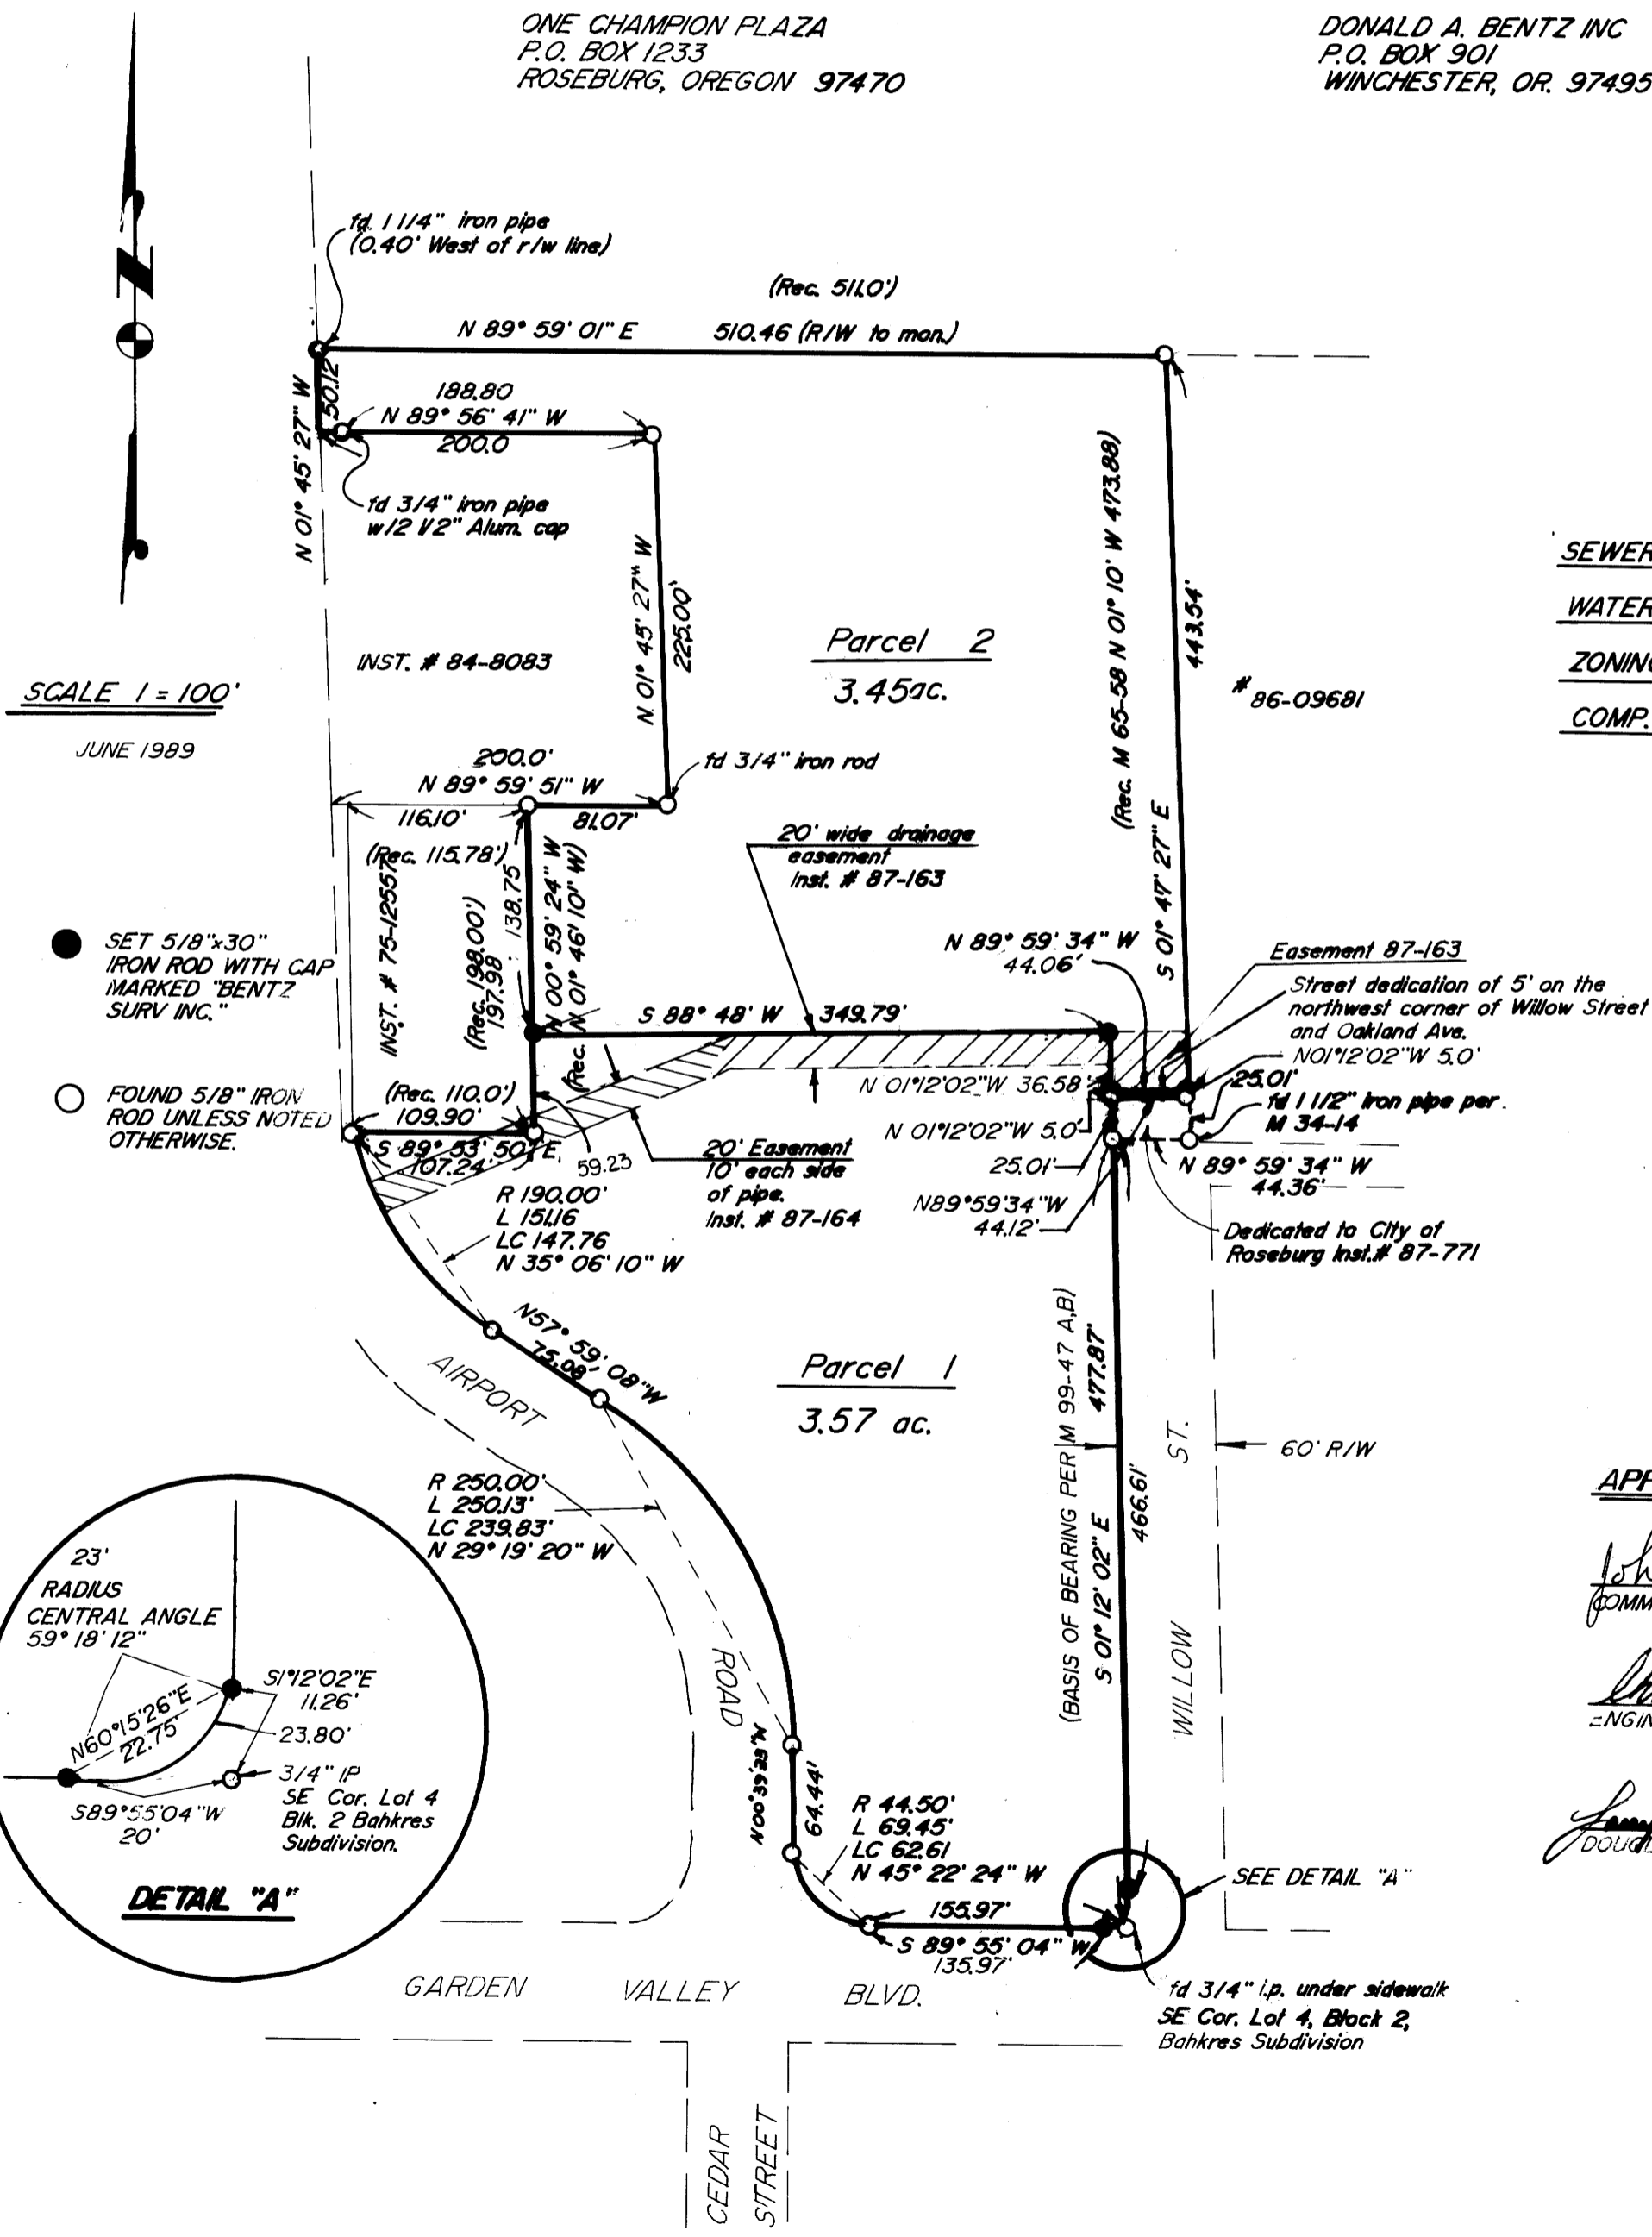 ONE CHAMPION PLAZA
P.O. BOX 1233
ROSEBURG, OREGON 97470
DONALD A. BENTZ INC
P.O. BOX 901
WINCHESTER, OR. 97495
N
fd. 1 1/4" iron pipe
(0.40' West of r/w line)
(Rec. 511.0')
N 89° 59' 01" E
510.46 (R/W to mon.)
N 01° 45' 27" W
50.12
188.80
N 89° 56' 41" W
200.0
fd 3/4" iron pipe
w/2 1/2" Alum. cap
N 01° 45' 27" W
225.00'
INST. # 84-8083
Parcel 2
3.45ac.
(Rec. M 65-58 N 01° 10' W 473.88)
S 01° 47' 27" E
443.54'
# 86-09681
SEWER
WATER
ZONING
COMP.
SCALE 1 = 100'
JUNE 1989
200.0'
N 89° 59' 51" W
fd 3/4" iron rod
116.10'
81.07'
(Rec. 115.78')
INST. # 75-12557
(Rec. 198.00')
197.98
138.75
N 00° 59' 24" W
(Rec. N 01° 46' 10" W)
20' wide drainage
easement
Inst. # 87-163
N 89° 59' 34" W
44.06'
Easement 87-163
Street dedication of 5' on the
northwest corner of Willow Street
and Oakland Ave.
N01°12'02"W 5.0'
SET 5/8"x30"
IRON ROD WITH CAP
MARKED "BENTZ
SURV INC."
S 88° 48' W 349.79'
N 01°12'02"W 36.58'
25.01'
fd 1 1/2" iron pipe per.
M 34-14
FOUND 5/8" IRON
ROD UNLESS NOTED
OTHERWISE.
(Rec. 110.0')
109.90'
S 89° 53' 50" E
107.24'
59.23
20' Easement
10' each side
of pipe.
Inst. # 87-164
N 01°12'02"W 5.0'
25.01'
N 89° 59' 34" W
44.36'
N89°59'34"W
44.12'
Dedicated to City of
Roseburg Inst.# 87-771
R 190.00'
L 151.16
LC 147.76
N 35° 06' 10" W
N57° 59' 08"W
75.08'
AIRPORT
ROAD
Parcel 1
3.57 ac.
(BASIS OF BEARING PER M 99-47 A,B)
S 01° 12' 02" E
477.87'
466.61'
WILLOW ST.
60' R/W
R 250.00'
L 250.13'
LC 239.83'
N 29° 19' 20" W
23'
RADIUS
CENTRAL ANGLE
59° 18' 12"
S1°12'02"E
11.26'
N60°15'26"E
22.75'
23.80'
3/4" IP
SE Cor. Lot 4
Blk. 2 Bahkres
Subdivision.
S89°55'04"W
20'
DETAIL "A"
64.44'
R 44.50'
L 69.45'
LC 62.61
N 45° 22' 24" W
155.97'
S 89° 55' 04" W
135.97'
SEE DETAIL "A"
fd 3/4" i.p. under sidewalk
SE Cor. Lot 4, Block 2,
Bahkres Subdivision
GARDEN VALLEY BLVD.
CEDAR
STREET